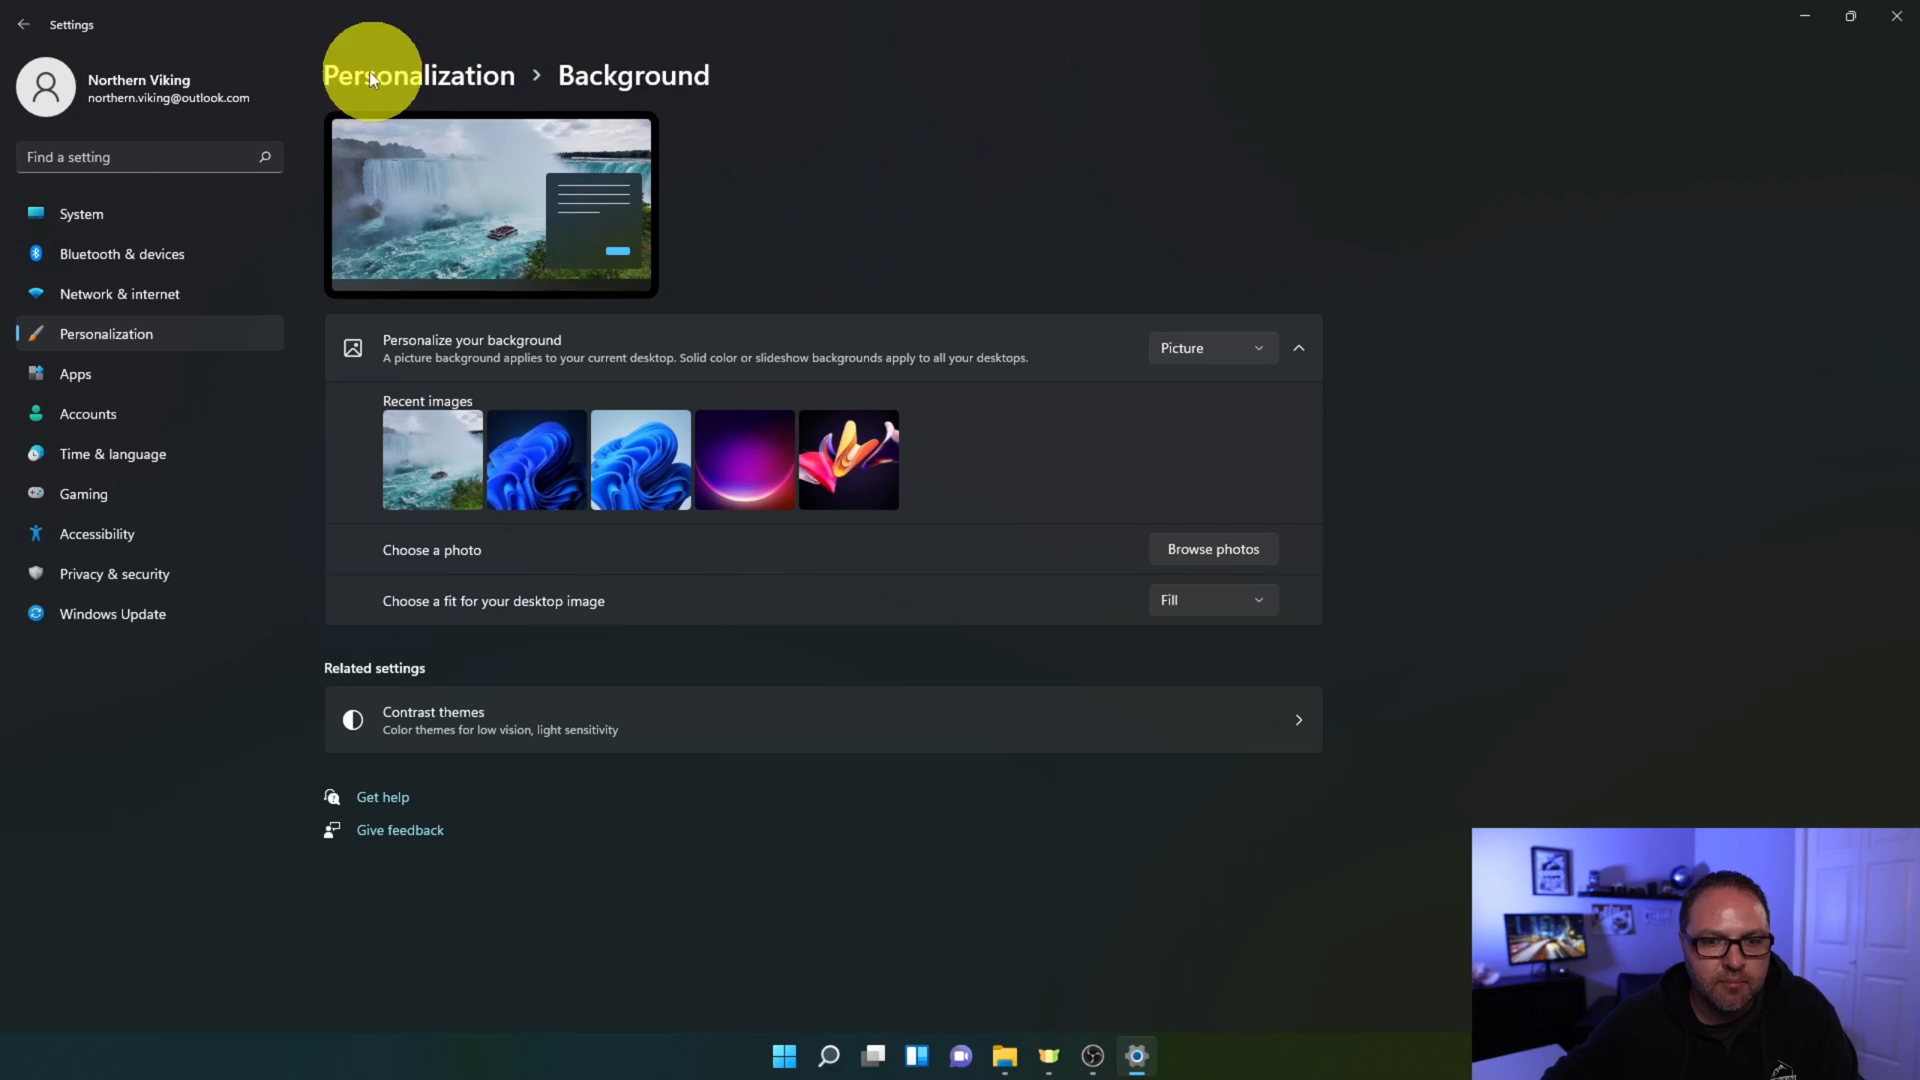 Settings
Northern Viking
northern.viking@outlook.com
Find a setting
System
Bluetooth & devices
Network & internet
Personalization
Apps
Accounts
Time & language
Gaming
Accessibility
Privacy & security
Windows Update
Personalization > Background
Personalize your background
A picture background applies to your current desktop. Solid color or slideshow backgrounds apply to all your desktops.
Picture
Recent images
Choose a photo
Browse photos
Choose a fit for your desktop image
Fill
Related settings
Contrast themes
Color themes for low vision, light sensitivity
Get help
Give feedback